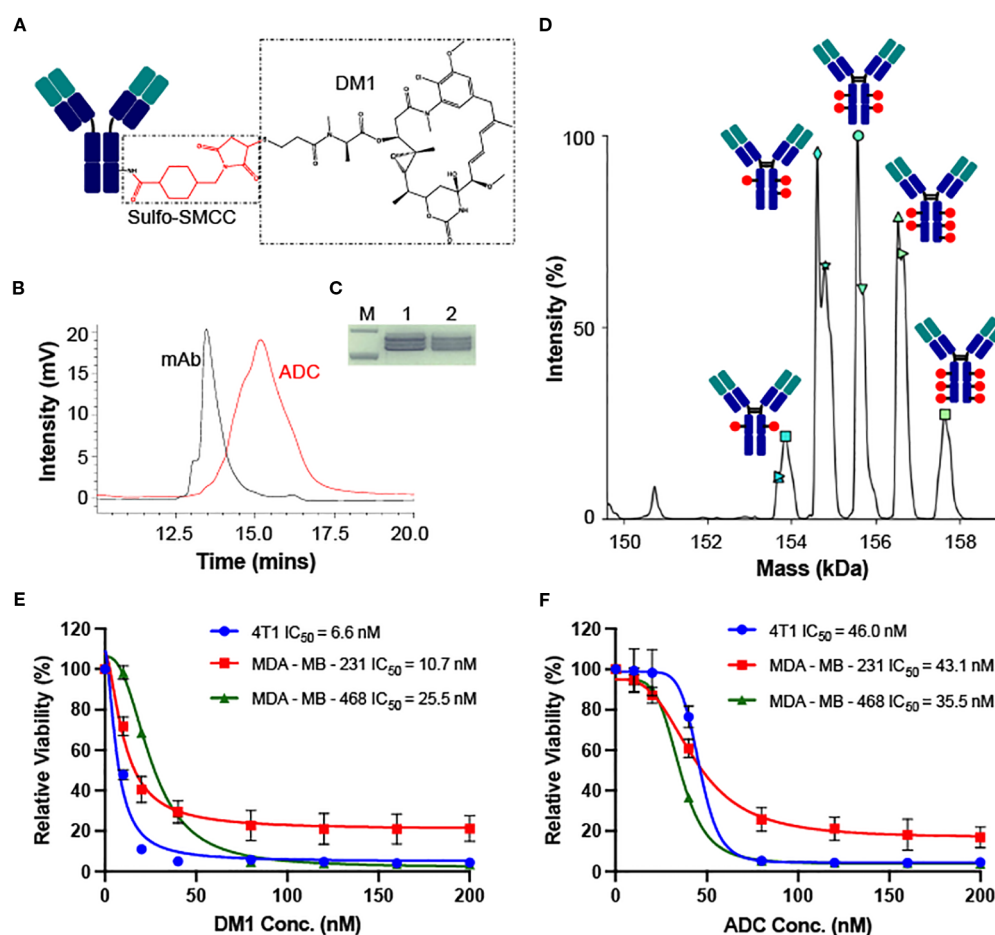 A
DM1
Cl
O
N
O
O
N
O
O
O
HO
NH
O
O
O
S
O
N
O
NH
O
Sulfo-SMCC
B
Intensity (mV)
20
15
10
5
0
mAb
ADC
12.5
15.0
17.5
20.0
Time (mins)
C
M 1 2
D
Intensity (%)
100
50
0
150
152
154
156
158
Mass (kDa)
E
Relative Viability (%)
120
100
80
60
40
20
0
4T1 IC50 = 6.6 nM
MDA - MB - 231 IC50 = 10.7 nM
MDA - MB - 468 IC50 = 25.5 nM
0 50 100 150 200
DM1 Conc. (nM)
F
Relative Viability (%)
120
100
80
60
40
20
0
4T1 IC50 = 46.0 nM
MDA - MB - 231 IC50 = 43.1 nM
MDA - MB - 468 IC50 = 35.5 nM
0 50 100 150 200
ADC Conc. (nM)